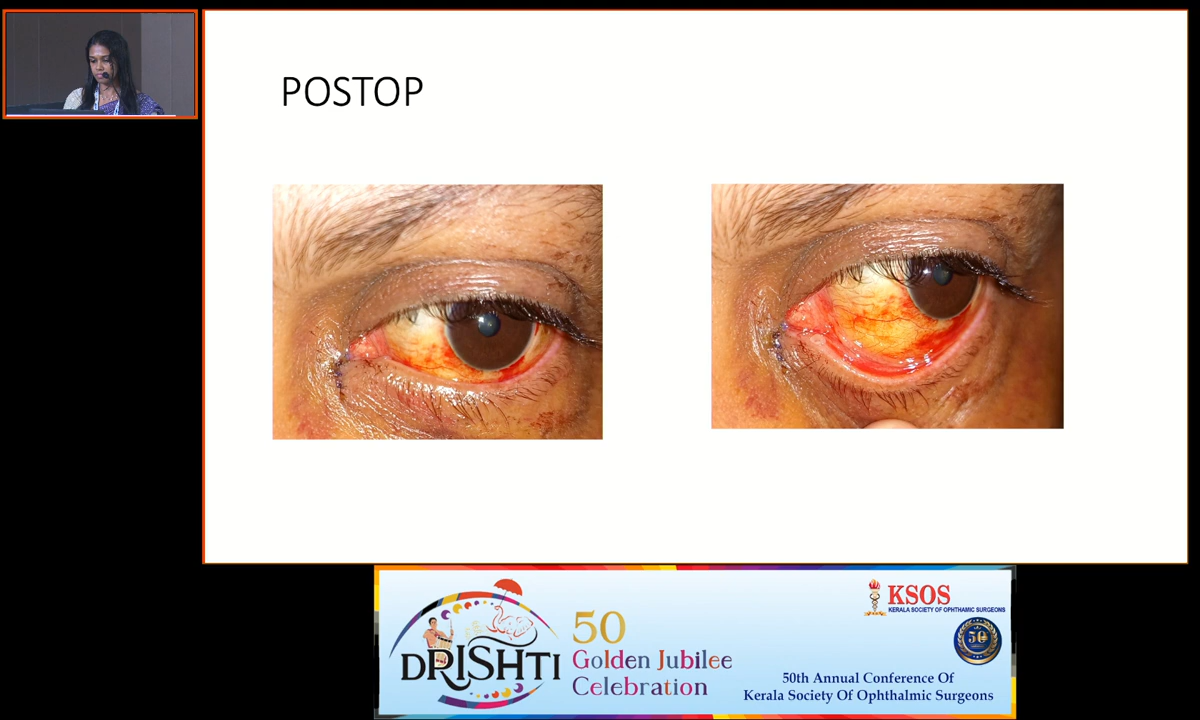 POSTOP
DRISHTI
50
Golden Jubilee
Celebration
KSOS
KERALA SOCIETY OF OPHTHAMIC SURGEONS
50
50th Annual Conference Of
Kerala Society Of Ophthalmic Surgeons